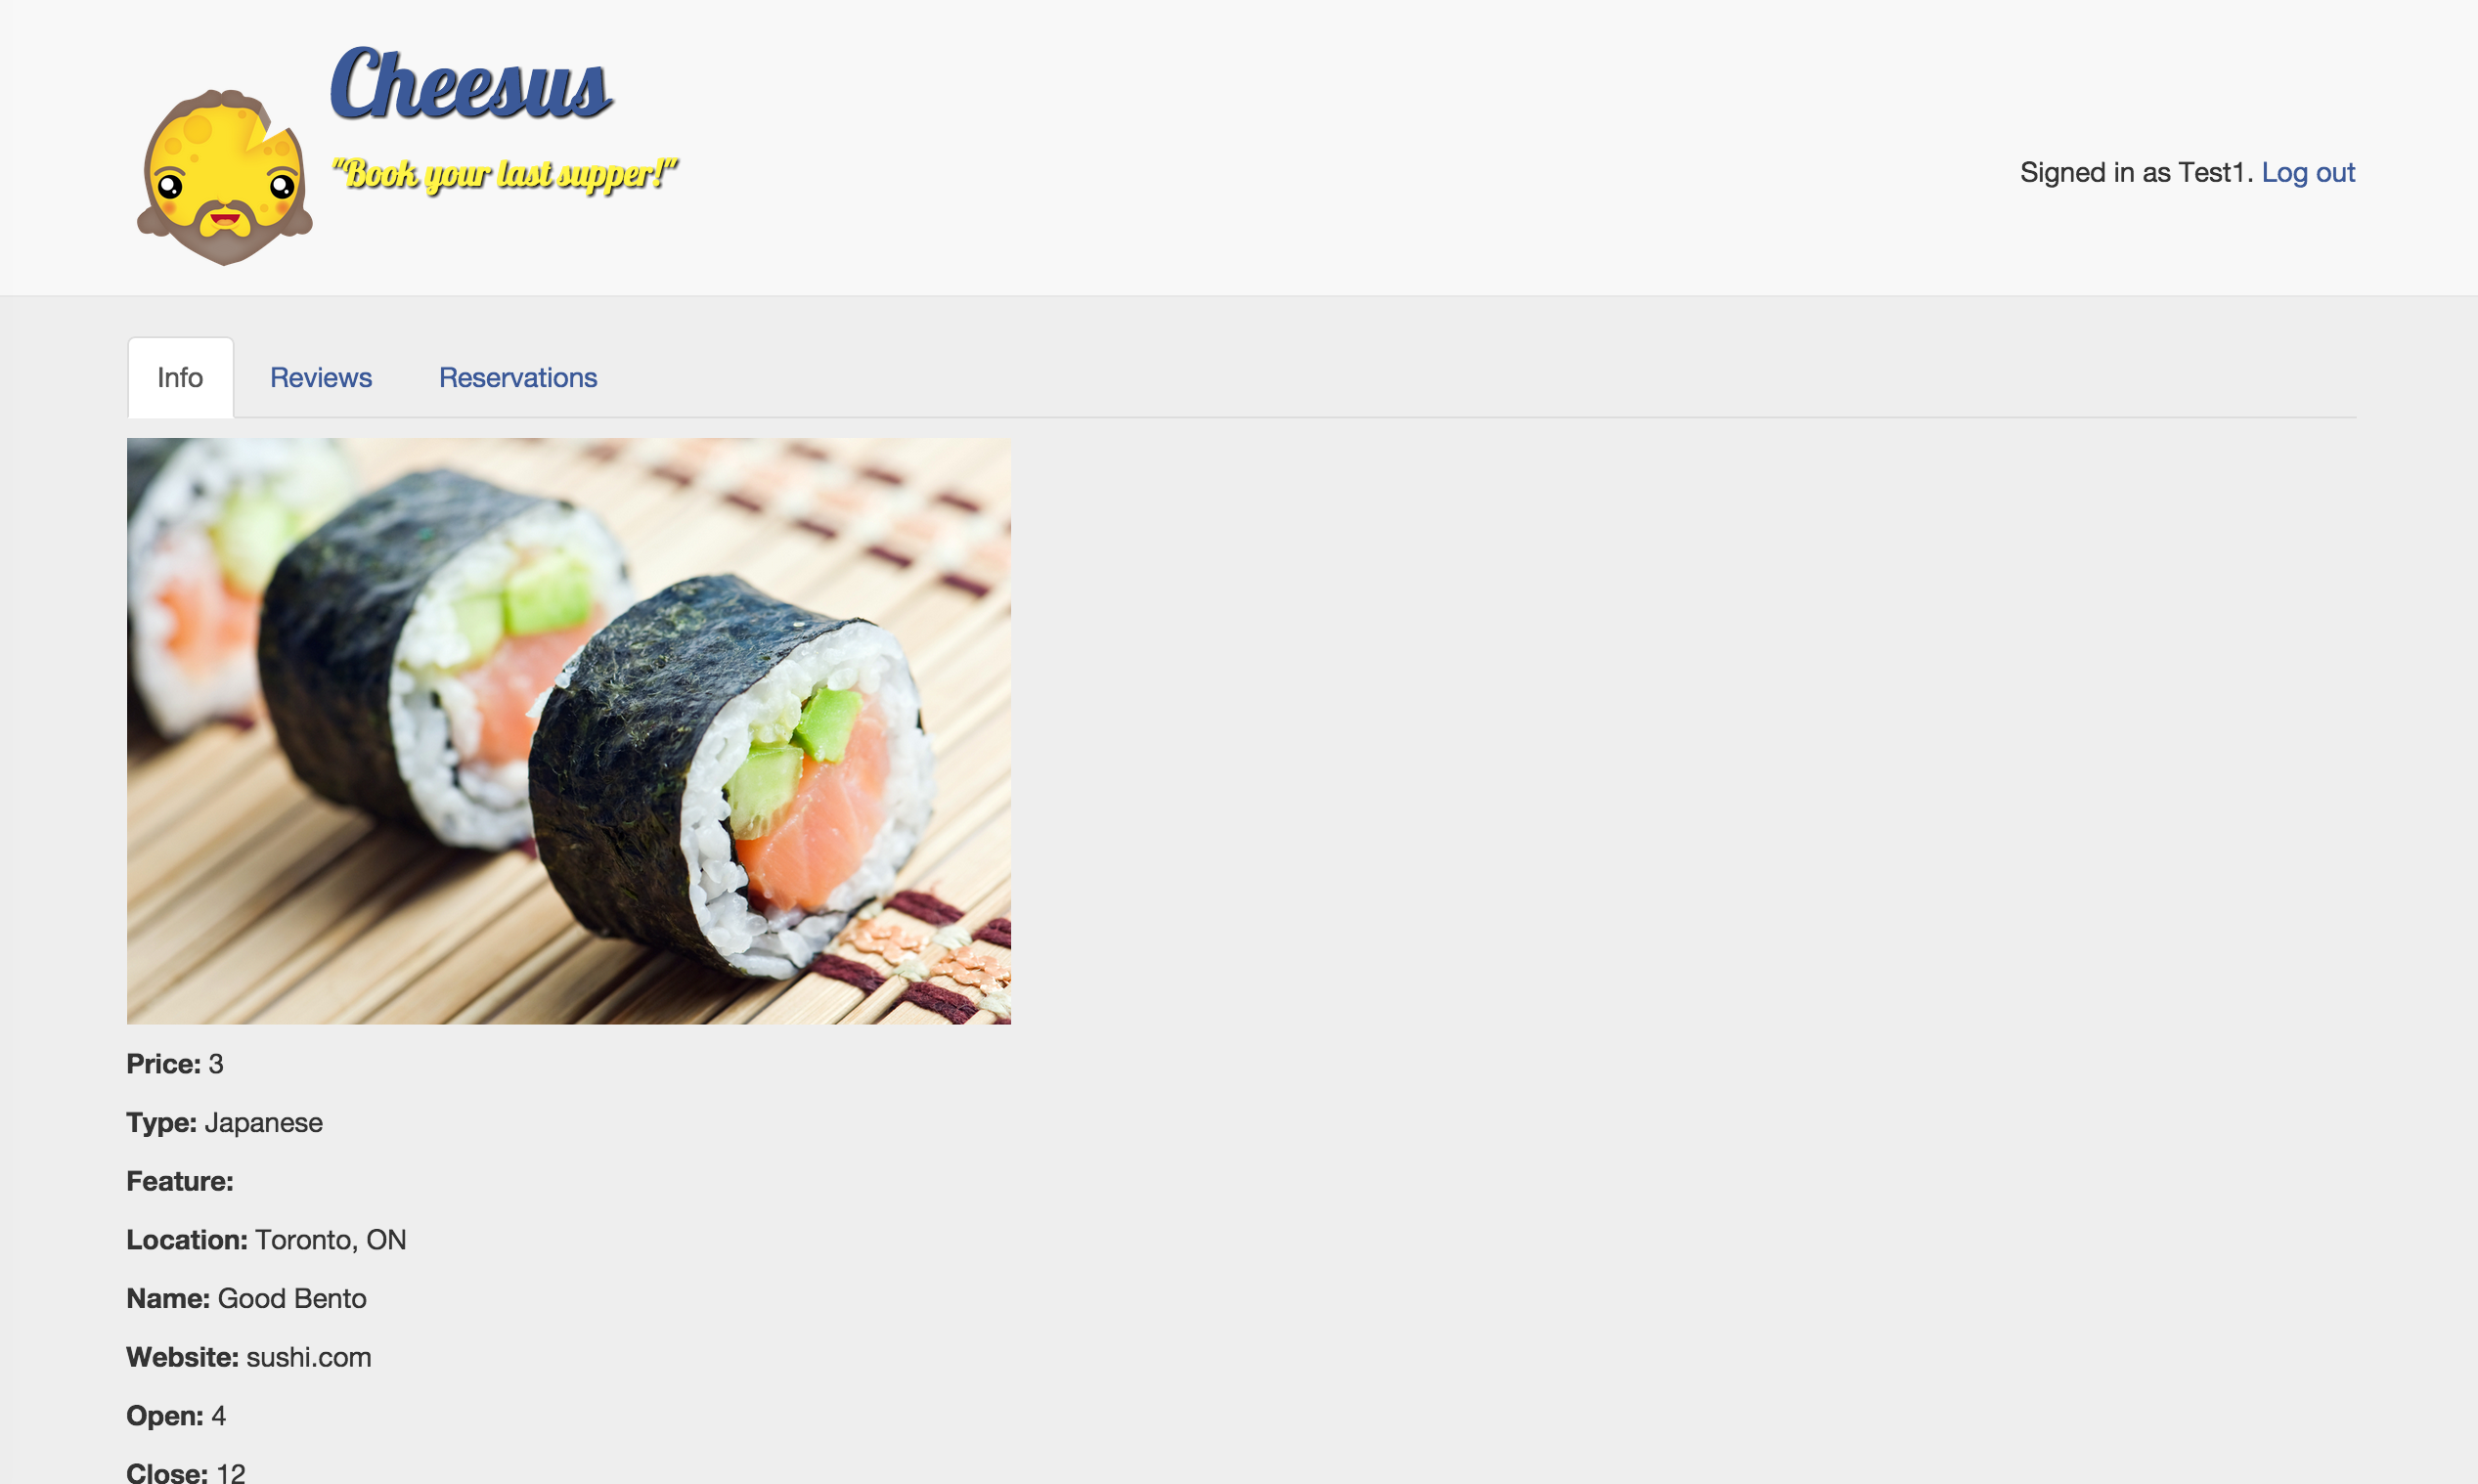 Cheesus
"Book your last supper!"
Signed in as Test1. Log out
Info Reviews Reservations
Price: 3
Type: Japanese
Feature:
Location: Toronto, ON
Name: Good Bento
Website: sushi.com
Open: 4
Close: 12